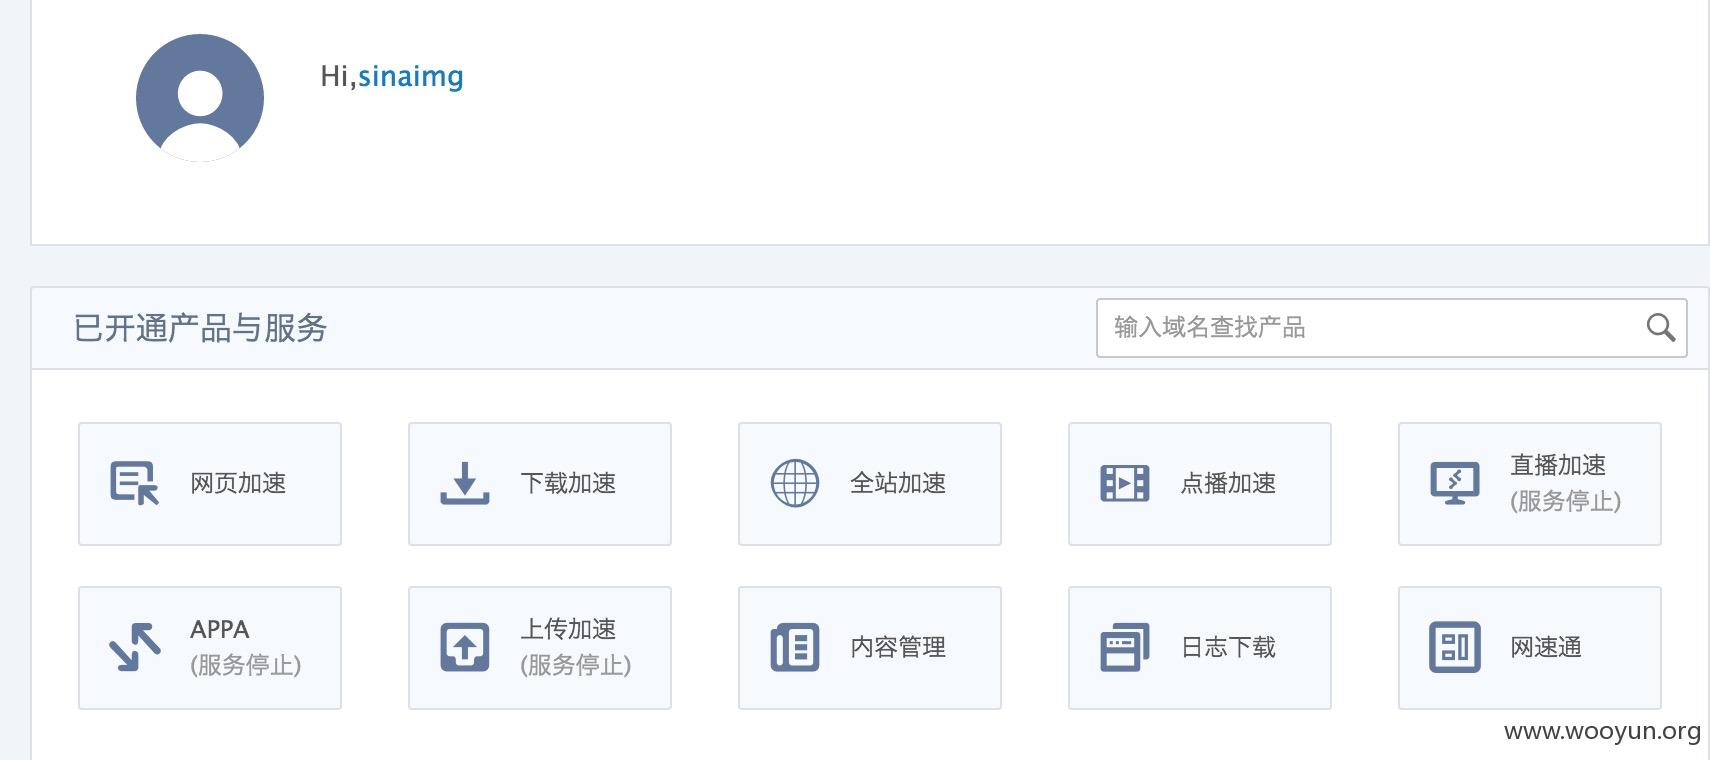 Hi,sinaimg
已开通产品与服务
输入域名查找产品
网页加速
下载加速
全站加速
点播加速
直播加速
(服务停止)
APPA
(服务停止)
上传加速
(服务停止)
内容管理
日志下载
网速通
www.wooyun.org